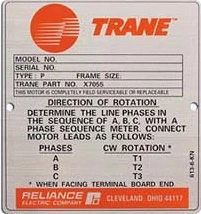 TRANE
MODEL NO.
SERIAL NO.
TYPE : P FRAME SIZE:
TRANE PART NO. X7055
THIS MOTOR IS COMPLETELY FIELD SERVICEABLE OR REPLACEABLE
DIRECTION OF ROTATION
DETERMINE THE LINE PHASES IN
THE SEQUENCE OF A, B, C, WITH A
PHASE SEQUENCE METER. CONNECT
MOTOR LEADS AS FOLLOWS:
PHASES CW ROTATION *
A T1
B T2
C T3
* WHEN FACING TERMINAL BOARD END
RELIANCE
ELECTRIC COMPANY
CLEVELAND, OHIO 44117